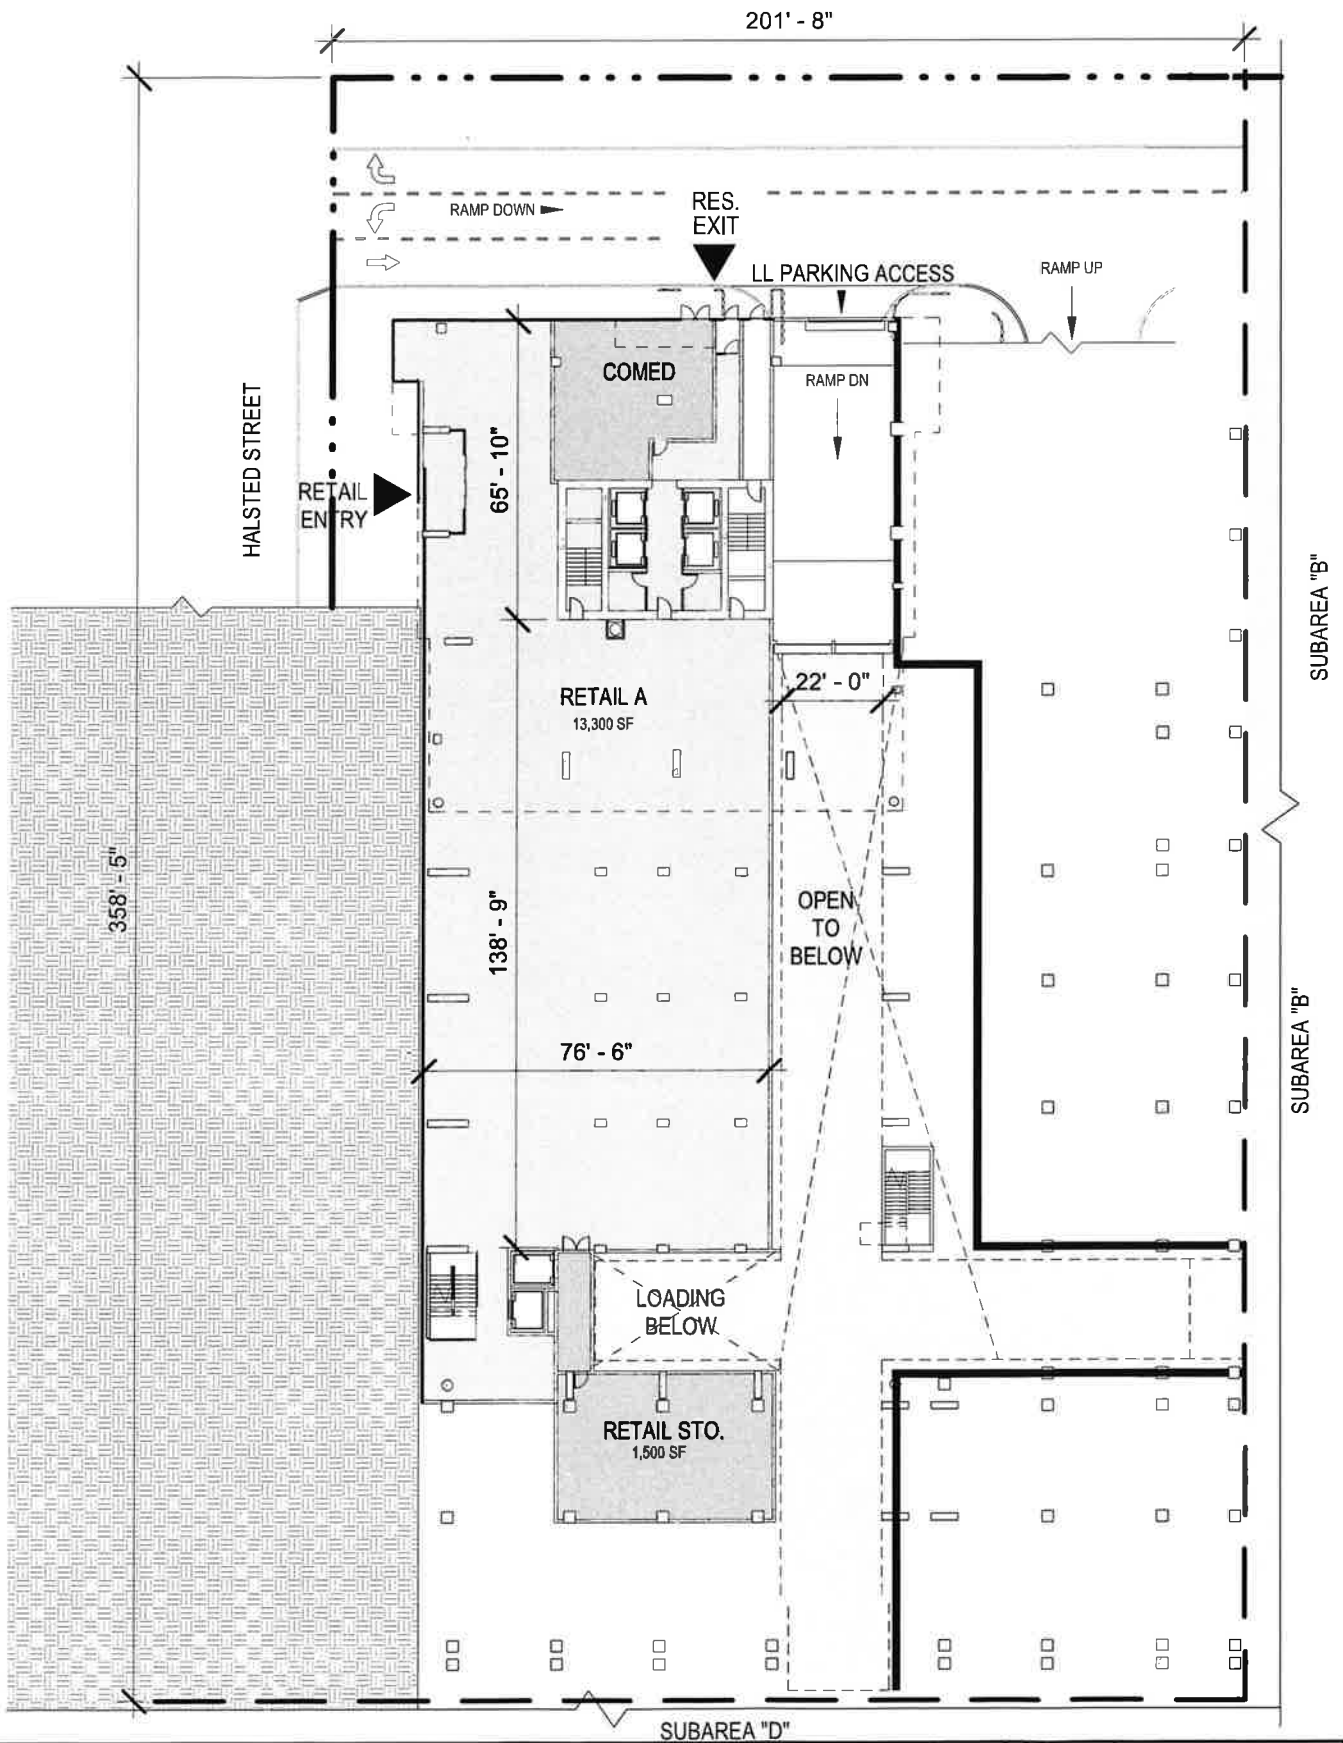 201' - 8"
RAMP DOWN
RES.
EXIT
LL PARKING ACCESS
RAMP UP
COMED
RAMP DN
HALSTED STREET
RETAIL
ENTRY
65' - 10"
SUBAREA "B"
RETAIL A
13,300 SF
22' - 0"
358' - 5"
138' - 9"
OPEN
TO
BELOW
76' - 6"
SUBAREA "B"
LOADING
BELOW
RETAIL STO.
1,500 SF
SUBAREA "D"